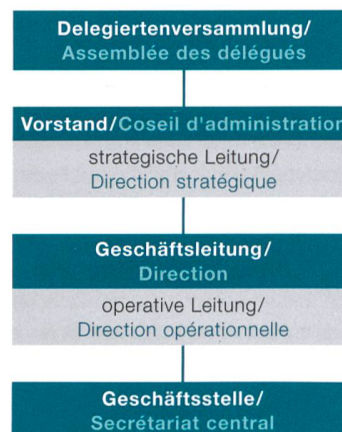 Delegiertenversammlung/
Assemblée des délégués
Vorstand/Coseil d'administration
strategische Leitung/
Direction stratégique
Geschäftsleitung/
Direction
operative Leitung/
Direction opérationnelle
Geschäftsstelle/
Secrétariat central